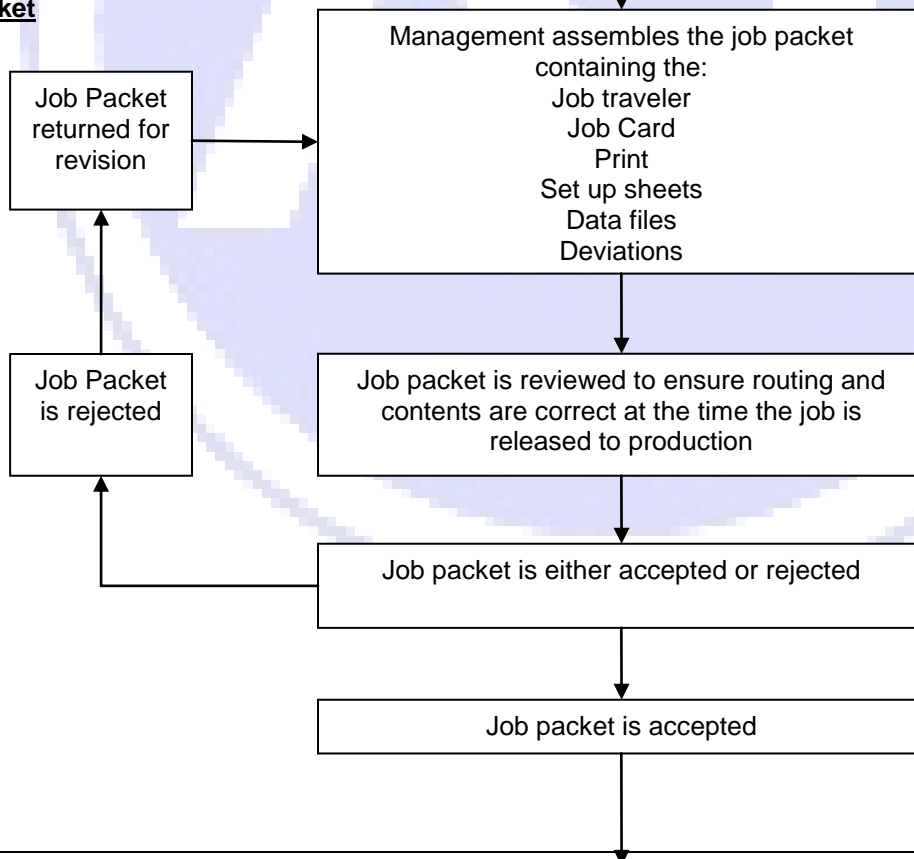 ket
Management assembles the job packet
containing the:
Job traveler
Job Card
Print
Set up sheets
Data files
Deviations
Job Packet
returned for
revision
Job Packet
is rejected
Job packet is reviewed to ensure routing and
contents are correct at the time the job is
released to production
Job packet is either accepted or rejected
Job packet is accepted